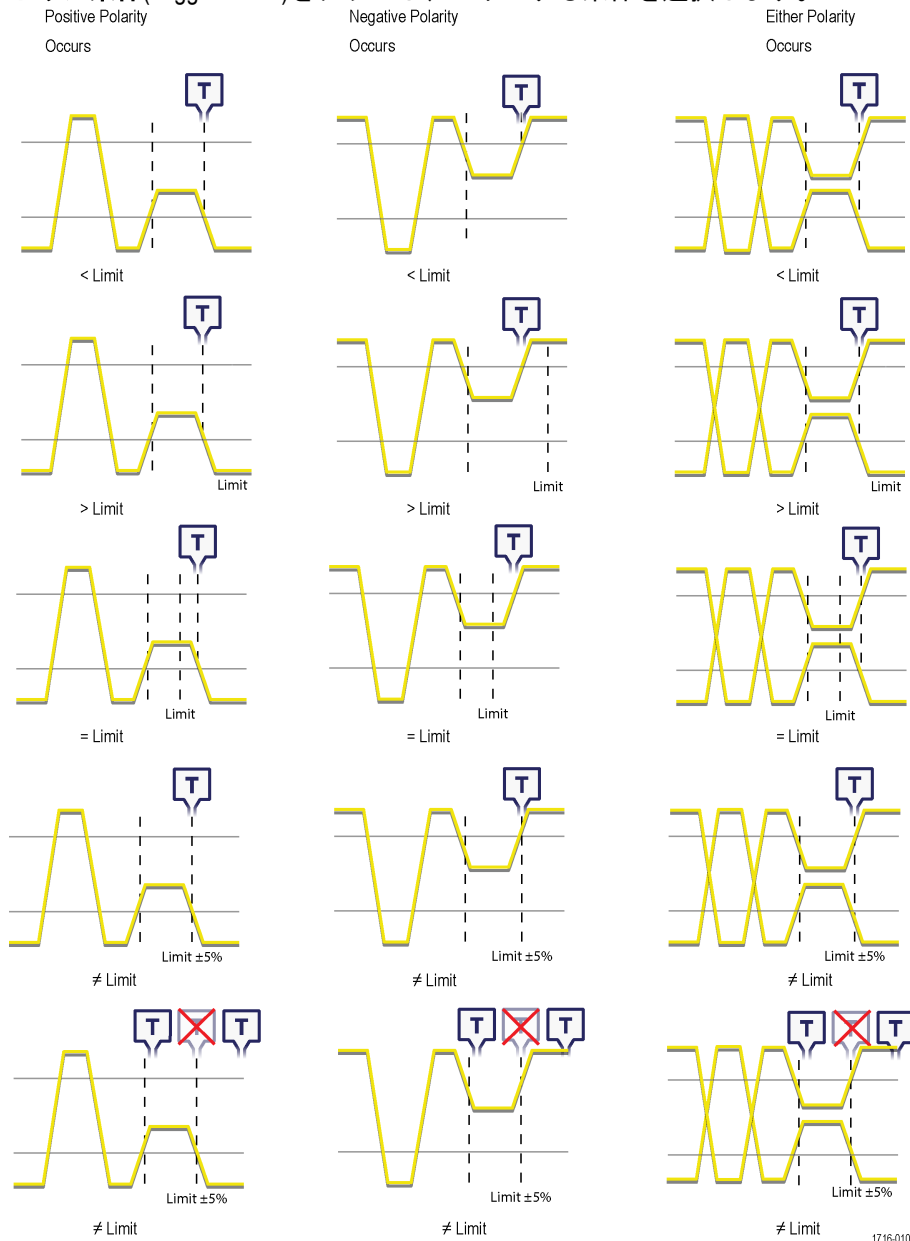 Positive Polarity Negative Polarity Either Polarity
Occurs Occurs Occurs
T T T
< Limit < Limit < Limit
T T T
Limit Limit Limit
> Limit > Limit > Limit
T T T
Limit Limit Limit
= Limit = Limit = Limit
T T T
Limit ±5% Limit ±5% Limit ±5%
≠ Limit ≠ Limit ≠ Limit
T T T T T T T T T
Limit ±5% Limit ±5% Limit ±5%
≠ Limit ≠ Limit ≠ Limit
1716-010